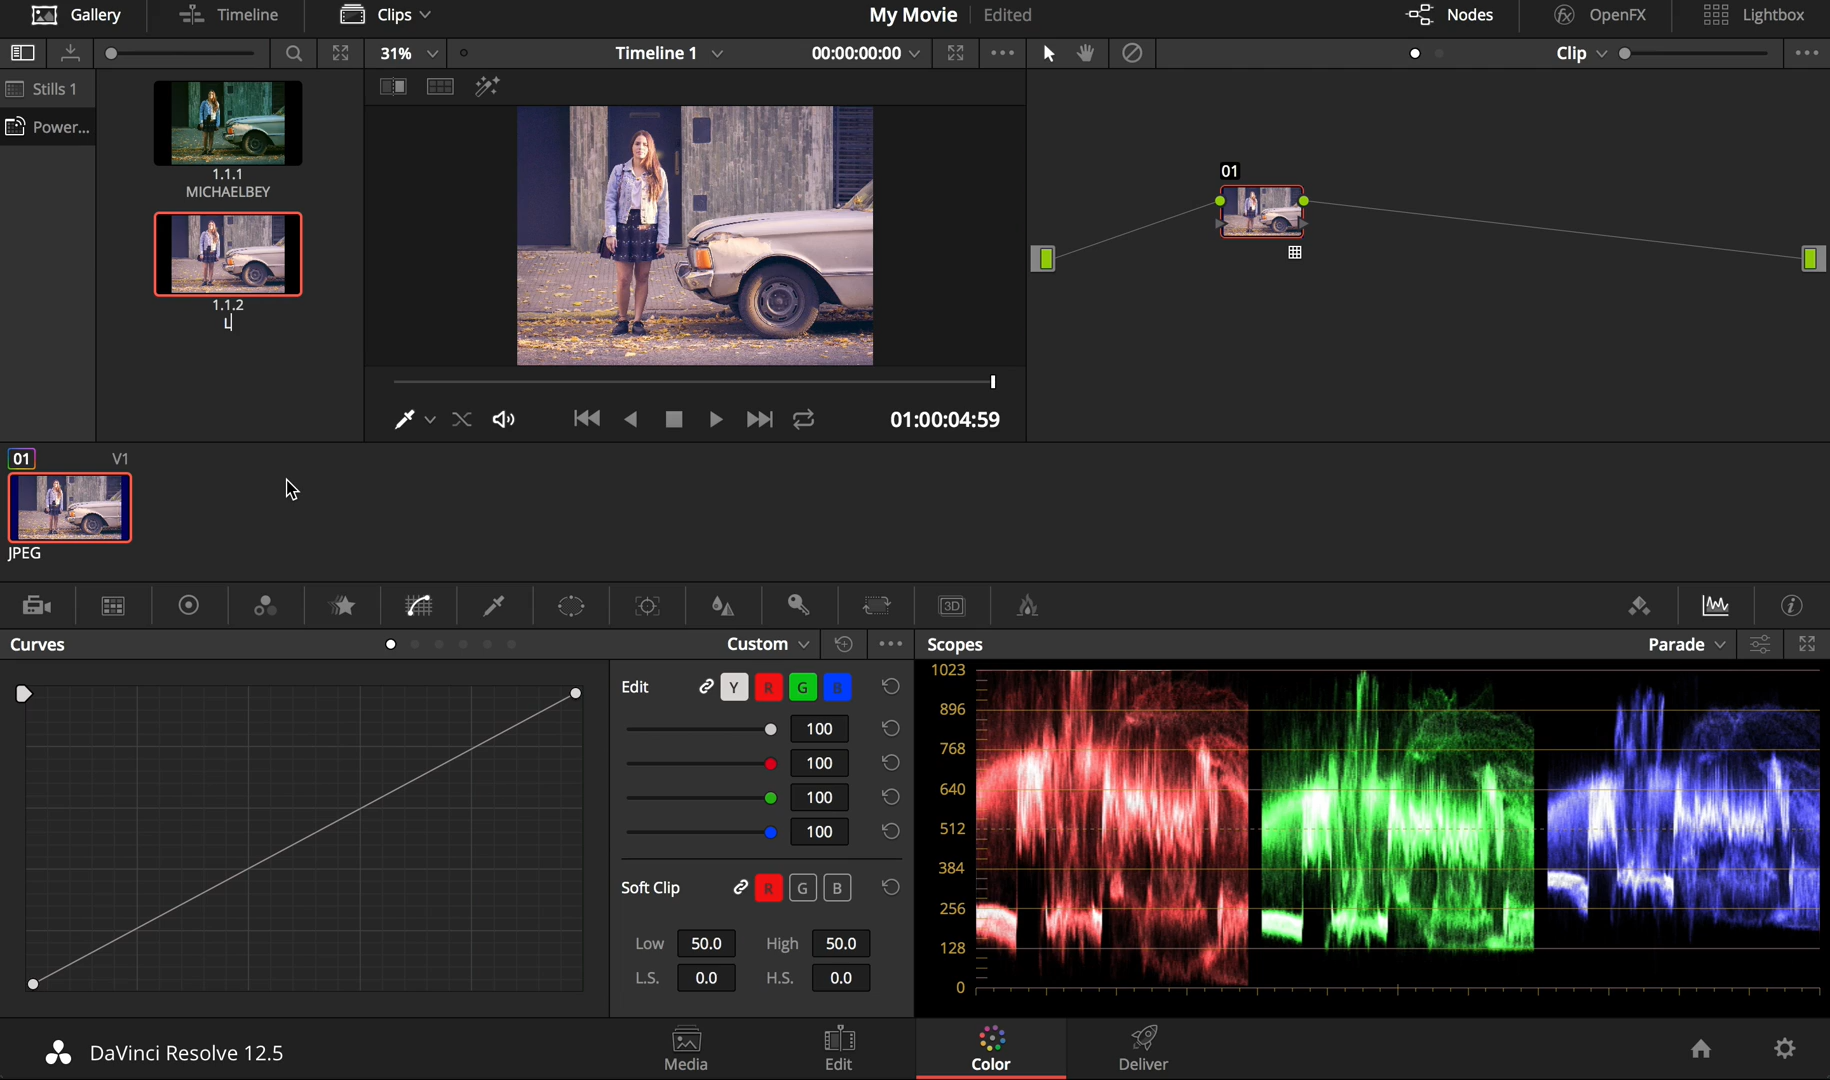 Gallery Timeline Clips My Movie Edited Nodes OpenFX Lightbox
31% Timeline 1 00:00:00:00 Clip
Stills 1
Power...
1.1.1
MICHAELBEY
1.1.2
L
01
01:00:04:59
01 V1
JPEG
3D
Curves Custom Scopes Parade
Edit Y R G B
100
100
100
100
Soft Clip R G B
Low 50.0 High 50.0
L.S. 0.0 H.S. 0.0
1023
896
768
640
512
384
256
128
0
DaVinci Resolve 12.5 Media Edit Color Deliver